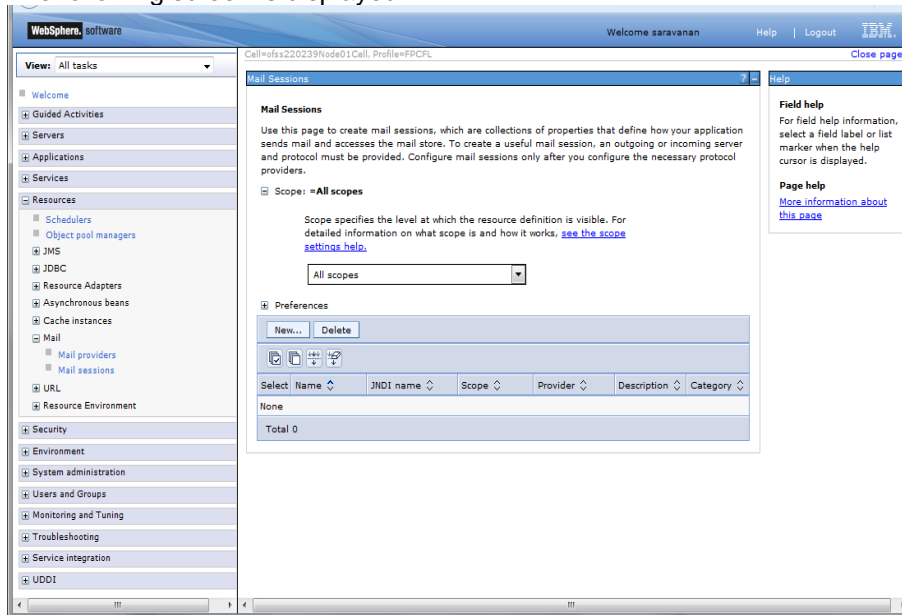 WebSphere. software
Welcome saravanan
Help | Logout
IBM.
View: All tasks
Cell=ofss220239Node01Cell, Profile=FPCFL
Close page
Welcome
Guided Activities
Servers
Applications
Services
Resources
Schedulers
Object pool managers
JMS
JDBC
Resource Adapters
Asynchronous beans
Cache instances
Mail
Mail providers
Mail sessions
URL
Resource Environment
Security
Environment
System administration
Users and Groups
Monitoring and Tuning
Troubleshooting
Service integration
UDDI
Mail Sessions
? –
Mail Sessions
Use this page to create mail sessions, which are collections of properties that define how your application
sends mail and accesses the mail store. To create a useful mail session, an outgoing or incoming server
and protocol must be provided. Configure mail sessions only after you configure the necessary protocol
providers.
Scope: =All scopes
Scope specifies the level at which the resource definition is visible. For
detailed information on what scope is and how it works, see the scope
settings help.
All scopes
Preferences
New... Delete
Select Name JNDI name Scope Provider Description Category
None
Total 0
Help
Field help
For field help information,
select a field label or list
marker when the help
cursor is displayed.
Page help
More information about
this page